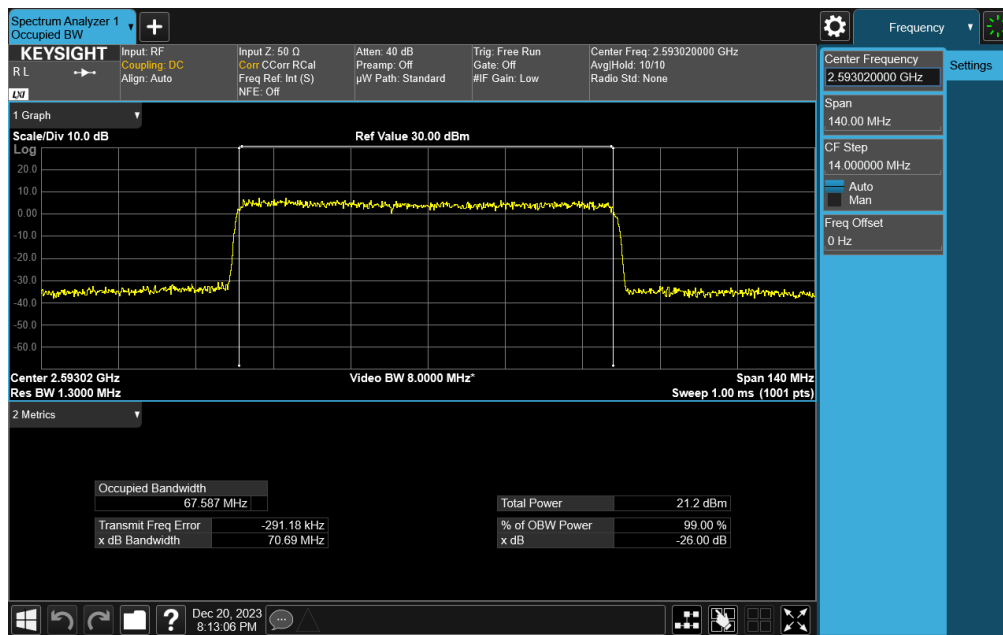 Spectrum Analyzer 1
Occupied BW
Frequency
KEYSIGHT
R L
LXI
Input: RF
Coupling: DC
Align: Auto
Input Z: 50 Ω
Corr CCorr RCal
Freq Ref: Int (S)
NFE: Off
Atten: 40 dB
Preamp: Off
µW Path: Standard
Trig: Free Run
Gate: Off
#IF Gain: Low
Center Freq: 2.593020000 GHz
Avg|Hold: 10/10
Radio Std: None
Center Frequency
2.593020000 GHz
Settings
Span
140.00 MHz
CF Step
14.000000 MHz
Auto
Man
Freq Offset
0 Hz
1 Graph
Scale/Div 10.0 dB
Ref Value 30.00 dBm
Log
20.0
10.0
0.00
-10.0
-20.0
-30.0
-40.0
-50.0
-60.0
Center 2.59302 GHz
Video BW 8.0000 MHz*
Span 140 MHz
Res BW 1.3000 MHz
Sweep 1.00 ms (1001 pts)
2 Metrics
Occupied Bandwidth
67.587 MHz
Total Power 21.2 dBm
Transmit Freq Error -291.18 kHz
% of OBW Power 99.00 %
x dB Bandwidth 70.69 MHz
x dB -26.00 dB
Dec 20, 2023
8:13:06 PM